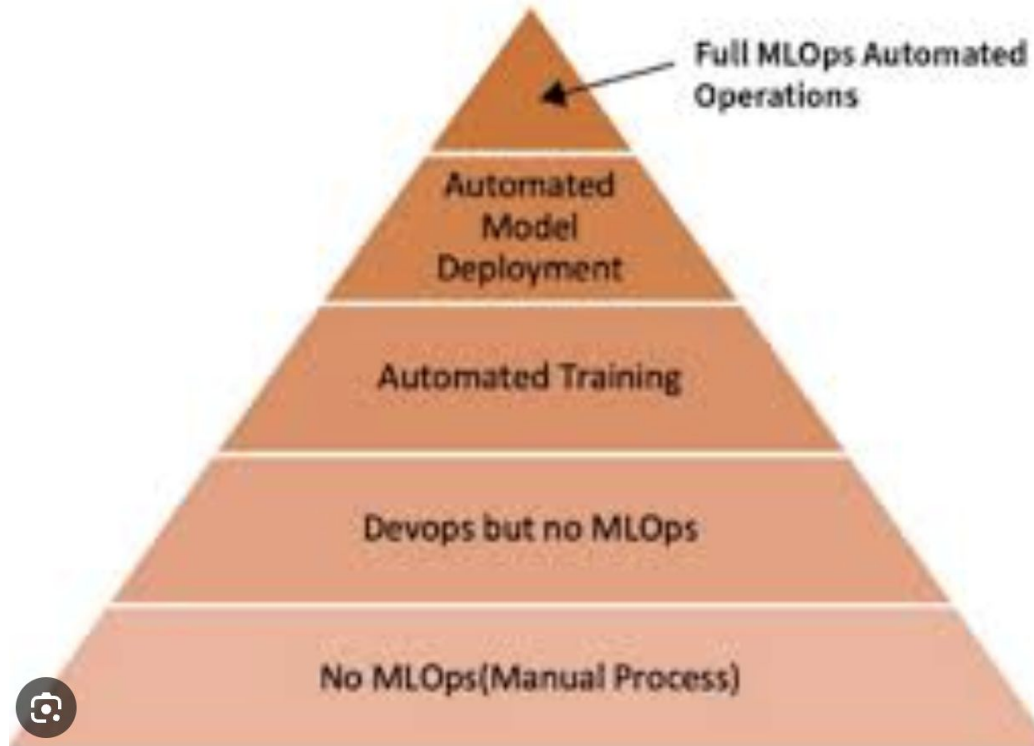 Full MLOps Automated
Operations
Automated
Model
Deployment
Automated Training
Devops but no MLOps
No MLOps(Manual Process)